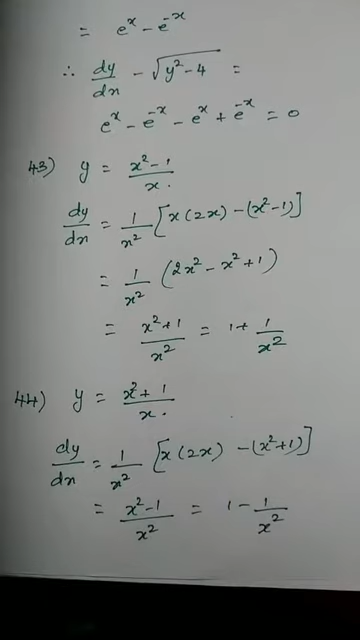 = e^x - e^-x
∴ dy/dx - √(y² - 4) =
e^x - e^-x - e^x + e^-x = 0
43) y = (x² - 1)/x.
dy/dx = 1/x² [x(2x) - (x² - 1)]
= 1/x² (2x² - x² + 1)
= (x² + 1)/x² = 1 + 1/x²
44) y = (x² + 1)/x.
dy/dx = 1/x² [x(2x) - (x² + 1)]
= (x² - 1)/x² = 1 - 1/x²